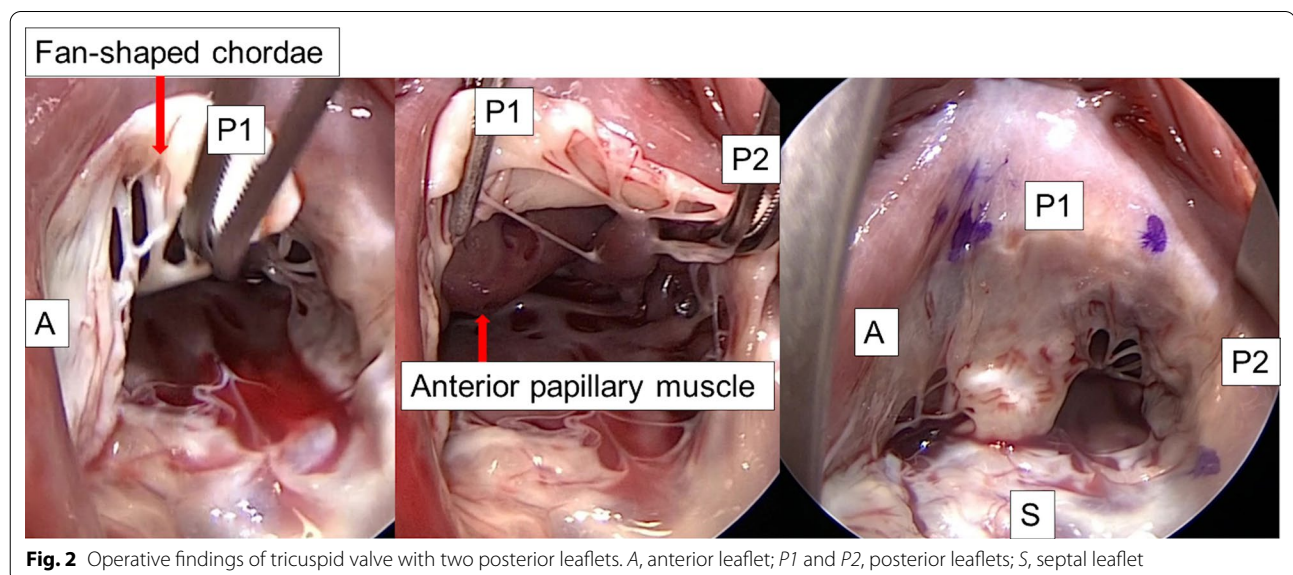 Fan-shaped chordae
P1
A
P1
P2
Anterior papillary muscle
P1
A
P2
S
Fig. 2 Operative findings of tricuspid valve with two posterior leaflets. A, anterior leaflet; P1 and P2, posterior leaflets; S, septal leaflet